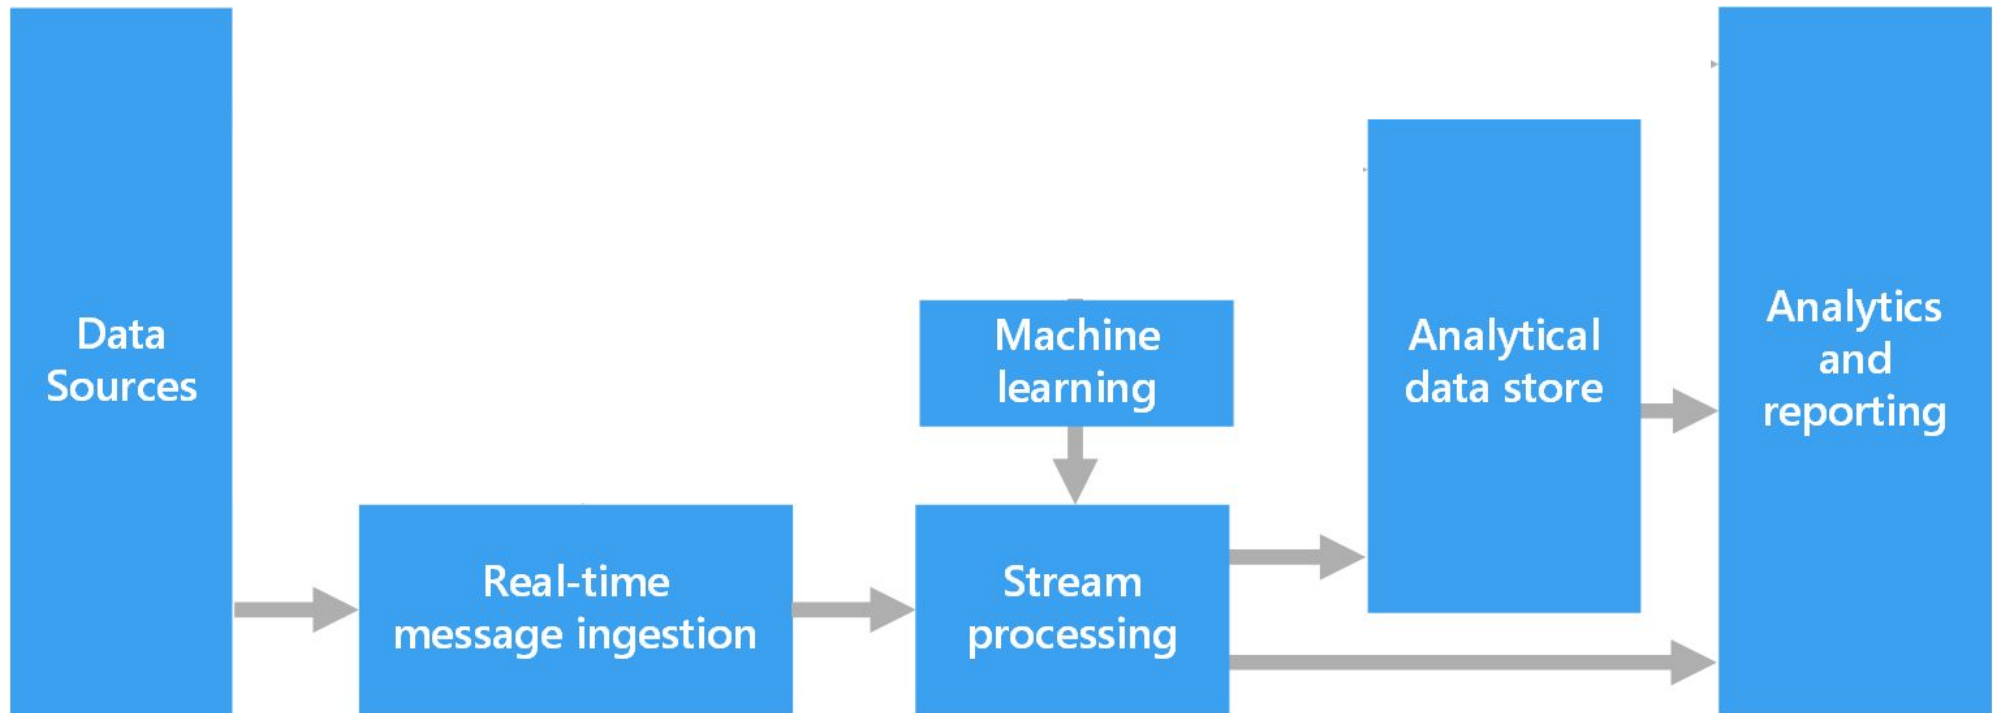 Data
Sources
Real-time
message ingestion
Machine
learning
Stream
processing
Analytical
data store
Analytics
and
reporting